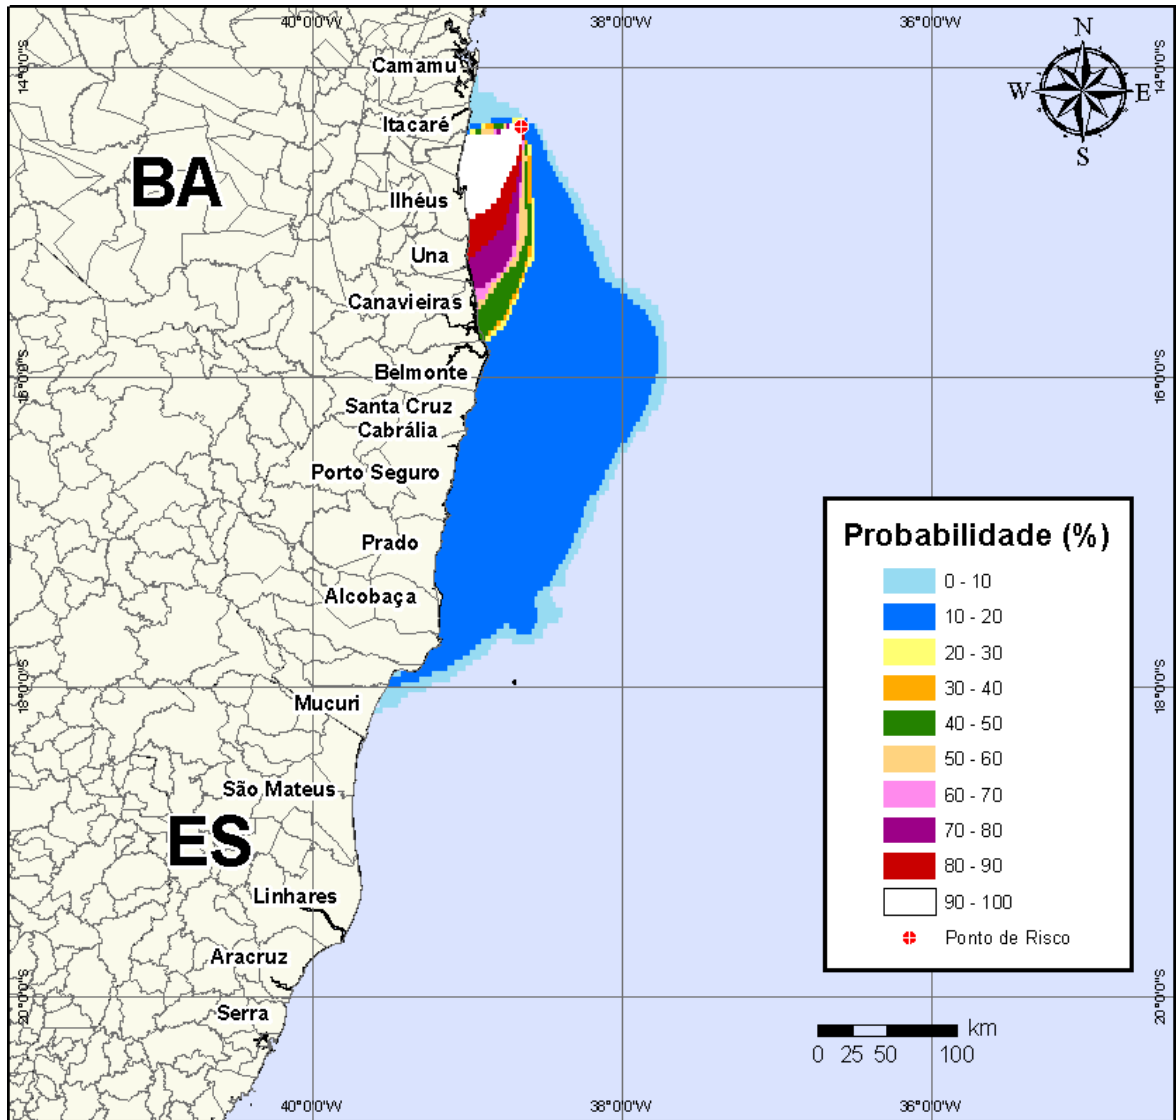 40°0'0"W
38°0'0"W
36°0'0"W
N
W
E
S
14°0'0"S
14°0'0"S
Camamu
Itacaré
BA
Ilhéus
Una
Canavieiras
16°0'0"S
16°0'0"S
Belmonte
Santa Cruz
Cabrália
Porto Seguro
Prado
Alcobaça
18°0'0"S
18°0'0"S
Mucuri
São Mateus
ES
Linhares
Aracruz
20°0'0"S
20°0'0"S
Serra
Probabilidade (%)
0 - 10
10 - 20
20 - 30
30 - 40
40 - 50
50 - 60
60 - 70
70 - 80
80 - 90
90 - 100
Ponto de Risco
km
0 25 50 100
40°0'0"W
38°0'0"W
36°0'0"W